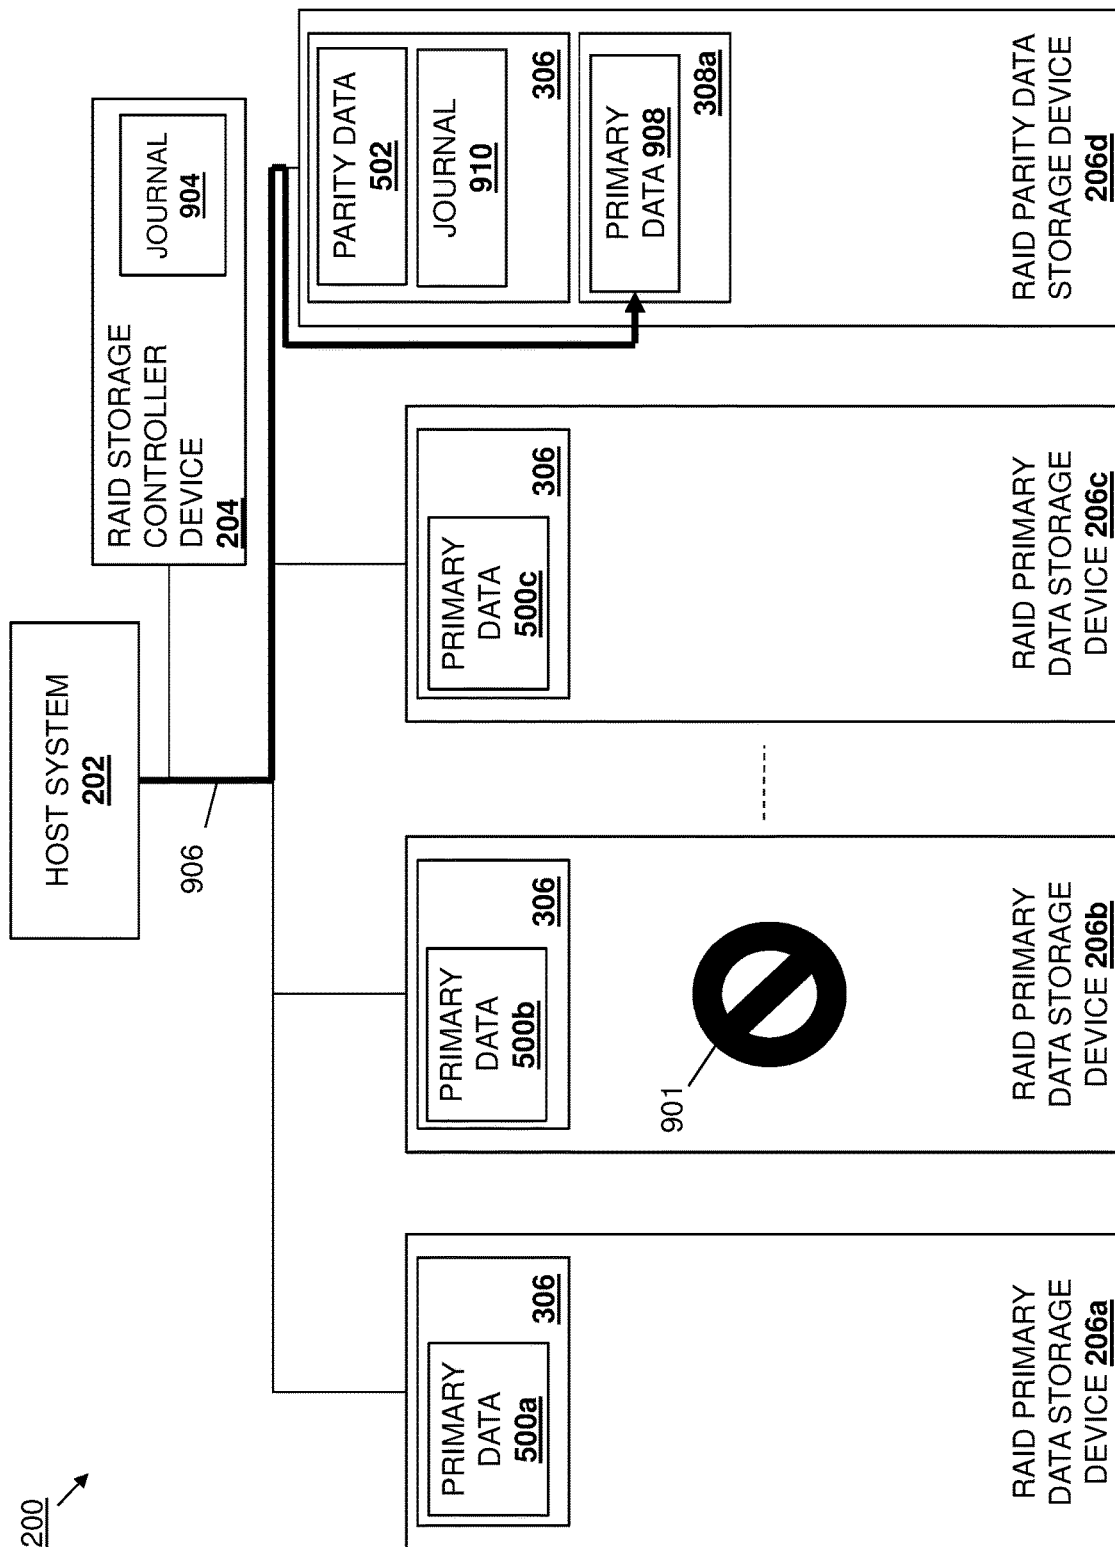 200
HOST SYSTEM
202
906
RAID STORAGE
CONTROLLER
DEVICE
204
JOURNAL
904
PRIMARY
DATA
500a
306
RAID PRIMARY
DATA STORAGE
DEVICE 206a
PRIMARY
DATA
500b
306
901
RAID PRIMARY
DATA STORAGE
DEVICE 206b
PRIMARY
DATA
500c
306
RAID PRIMARY
DATA STORAGE
DEVICE 206c
PARITY DATA
502
JOURNAL
910
306
PRIMARY
DATA 908
308a
RAID PARITY DATA
STORAGE DEVICE
206d